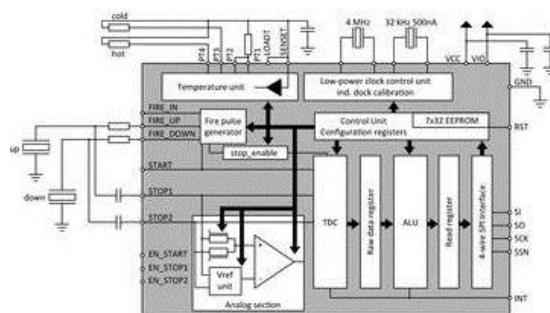 cold
hot
4 MHz
32 kHz 500nA
PT4
PT3
PT2
PT1
LOADT
SENSET
VCC
VIO
GND
Temperature unit
Low-power clock control unit
ind. dock calibration
FIRE_IN
FIRE_UP
FIRE_DOWN
Fire pulse
generator
Control Unit
Configuration registers
7x32 EEPROM
RST
up
stop_enable
START
down
STOP1
STOP2
TDC
Raw data register
ALU
Read register
4-wire SPI interface
SI
SO
SCK
SSN
EN_START
EN_STOP1
EN_STOP2
+
-
Vref
unit
Analog section
INT